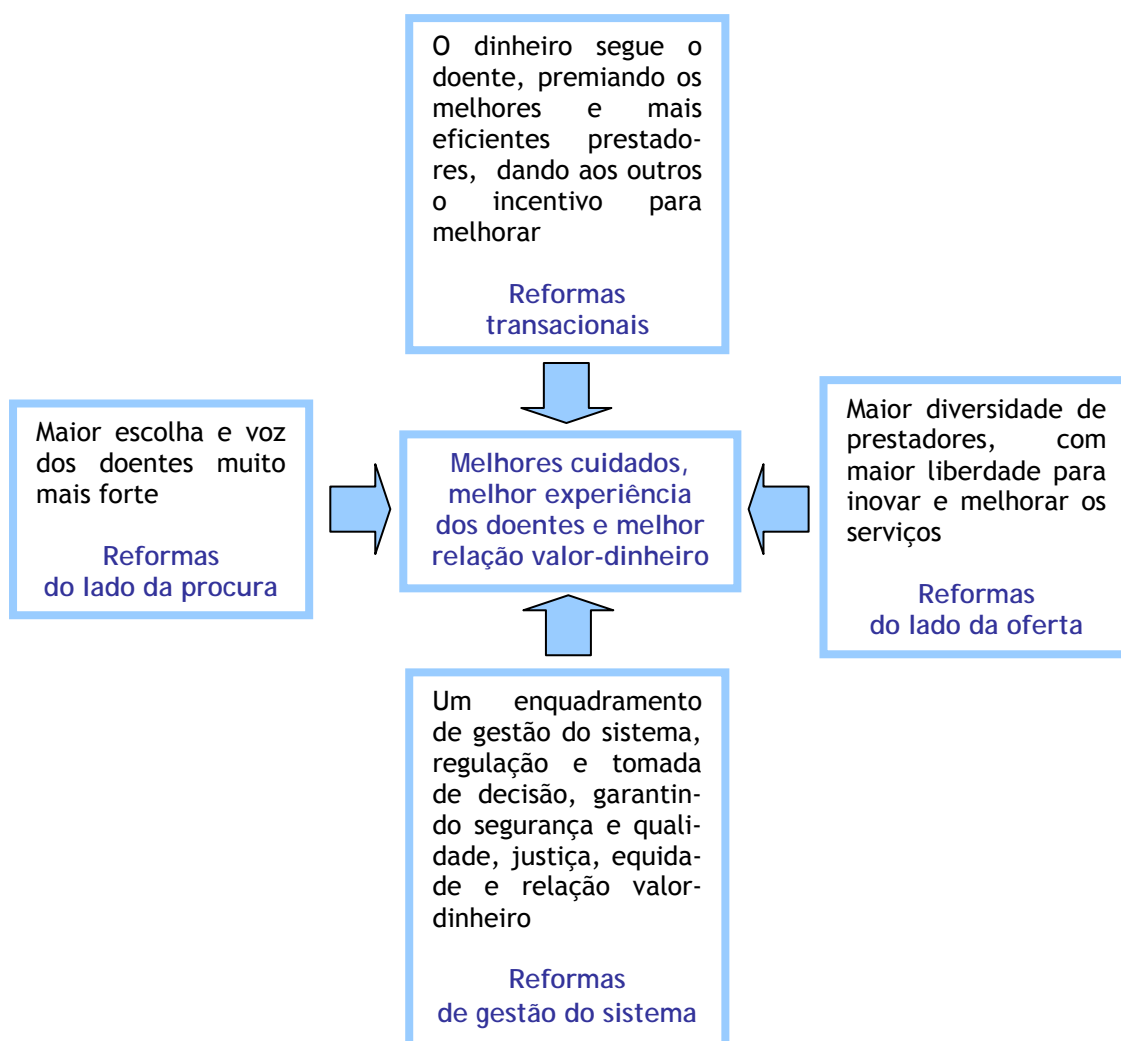 O dinheiro segue o
doente, premiando os
melhores e mais
eficientes prestado-
res, dando aos outros
o incentivo para
melhorar
Reformas
transacionais
Maior escolha e voz
dos doentes muito
mais forte
Reformas
do lado da procura
Melhores cuidados,
melhor experiência
dos doentes e melhor
relação valor-dinheiro
Maior diversidade de
prestadores, com
maior liberdade para
inovar e melhorar os
serviços
Reformas
do lado da oferta
Um enquadramento
de gestão do sistema,
regulação e tomada
de decisão, garantin-
do segurança e quali-
dade, justiça, equida-
de e relação valor-
dinheiro
Reformas
de gestão do sistema